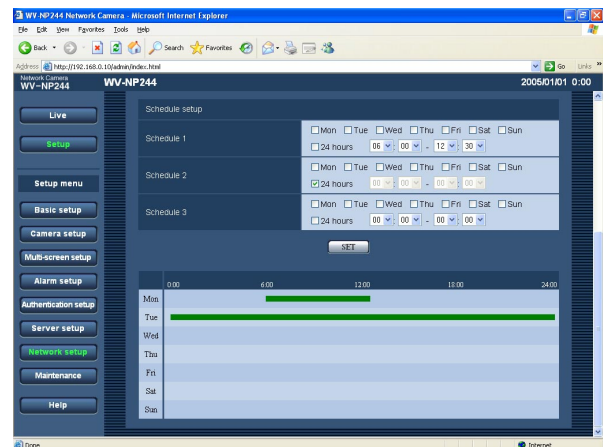 WV-NP244 Network Camera - Microsoft Internet Explorer
File Edit View Favorites Tools Help
Back Search Favorites
Address http://192.168.0.10/admin/index.html Go Links
Network Camera
WV-NP244
WV-NP244
2005/01/01 0:00
Live
Setup
Setup menu
Basic setup
Camera setup
Multi-screen setup
Alarm setup
Authentication setup
Server setup
Network setup
Maintenance
Help
Schedule setup
Schedule 1
Mon Tue Wed Thu Fri Sat Sun
24 hours 06 : 00 - 12 : 30
Schedule 2
Mon Tue Wed Thu Fri Sat Sun
24 hours 00 : 00 - 00 : 00
Schedule 3
Mon Tue Wed Thu Fri Sat Sun
24 hours 00 : 00 - 00 : 00
SET
0:00 6:00 12:00 18:00 24:00
Mon
Tue
Wed
Thu
Fri
Sat
Sun
Done Internet